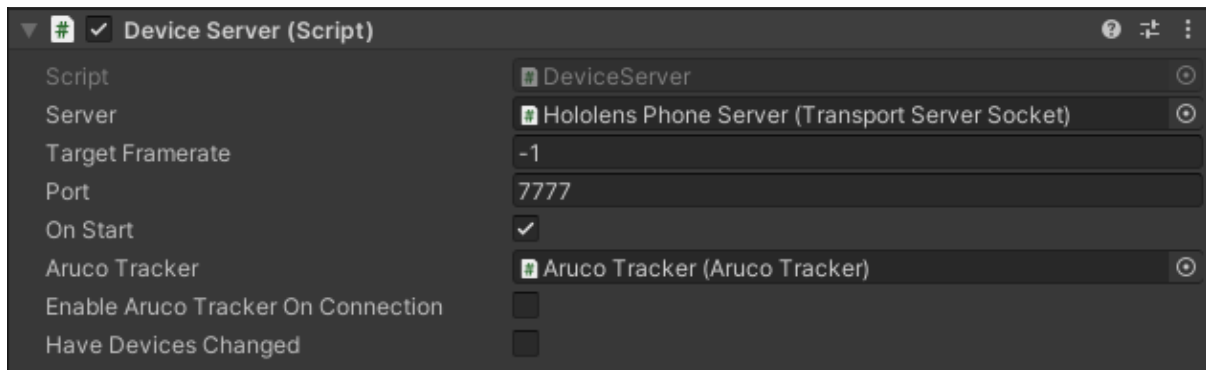 Device Server (Script)
Script DeviceServer
Server Hololens Phone Server (Transport Server Socket)
Target Framerate -1
Port 7777
On Start
Aruco Tracker Aruco Tracker (Aruco Tracker)
Enable Aruco Tracker On Connection
Have Devices Changed